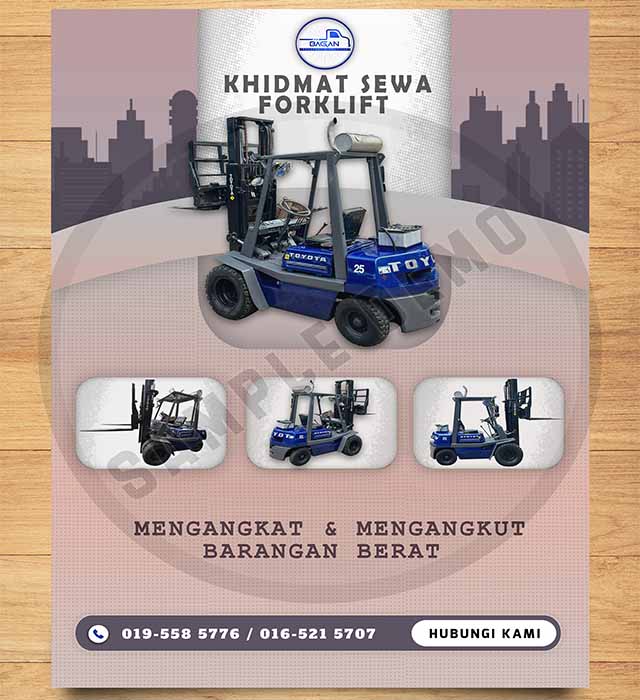 BAGAN
KHIDMAT SEWA
FORKLIFT
TOYOTA
25
TOY
SAMPLE DEMO
MENGANGKAT & MENGANGKUT
BARANGAN BERAT
019-558 5776 / 016-521 5707
HUBUNGI KAMI